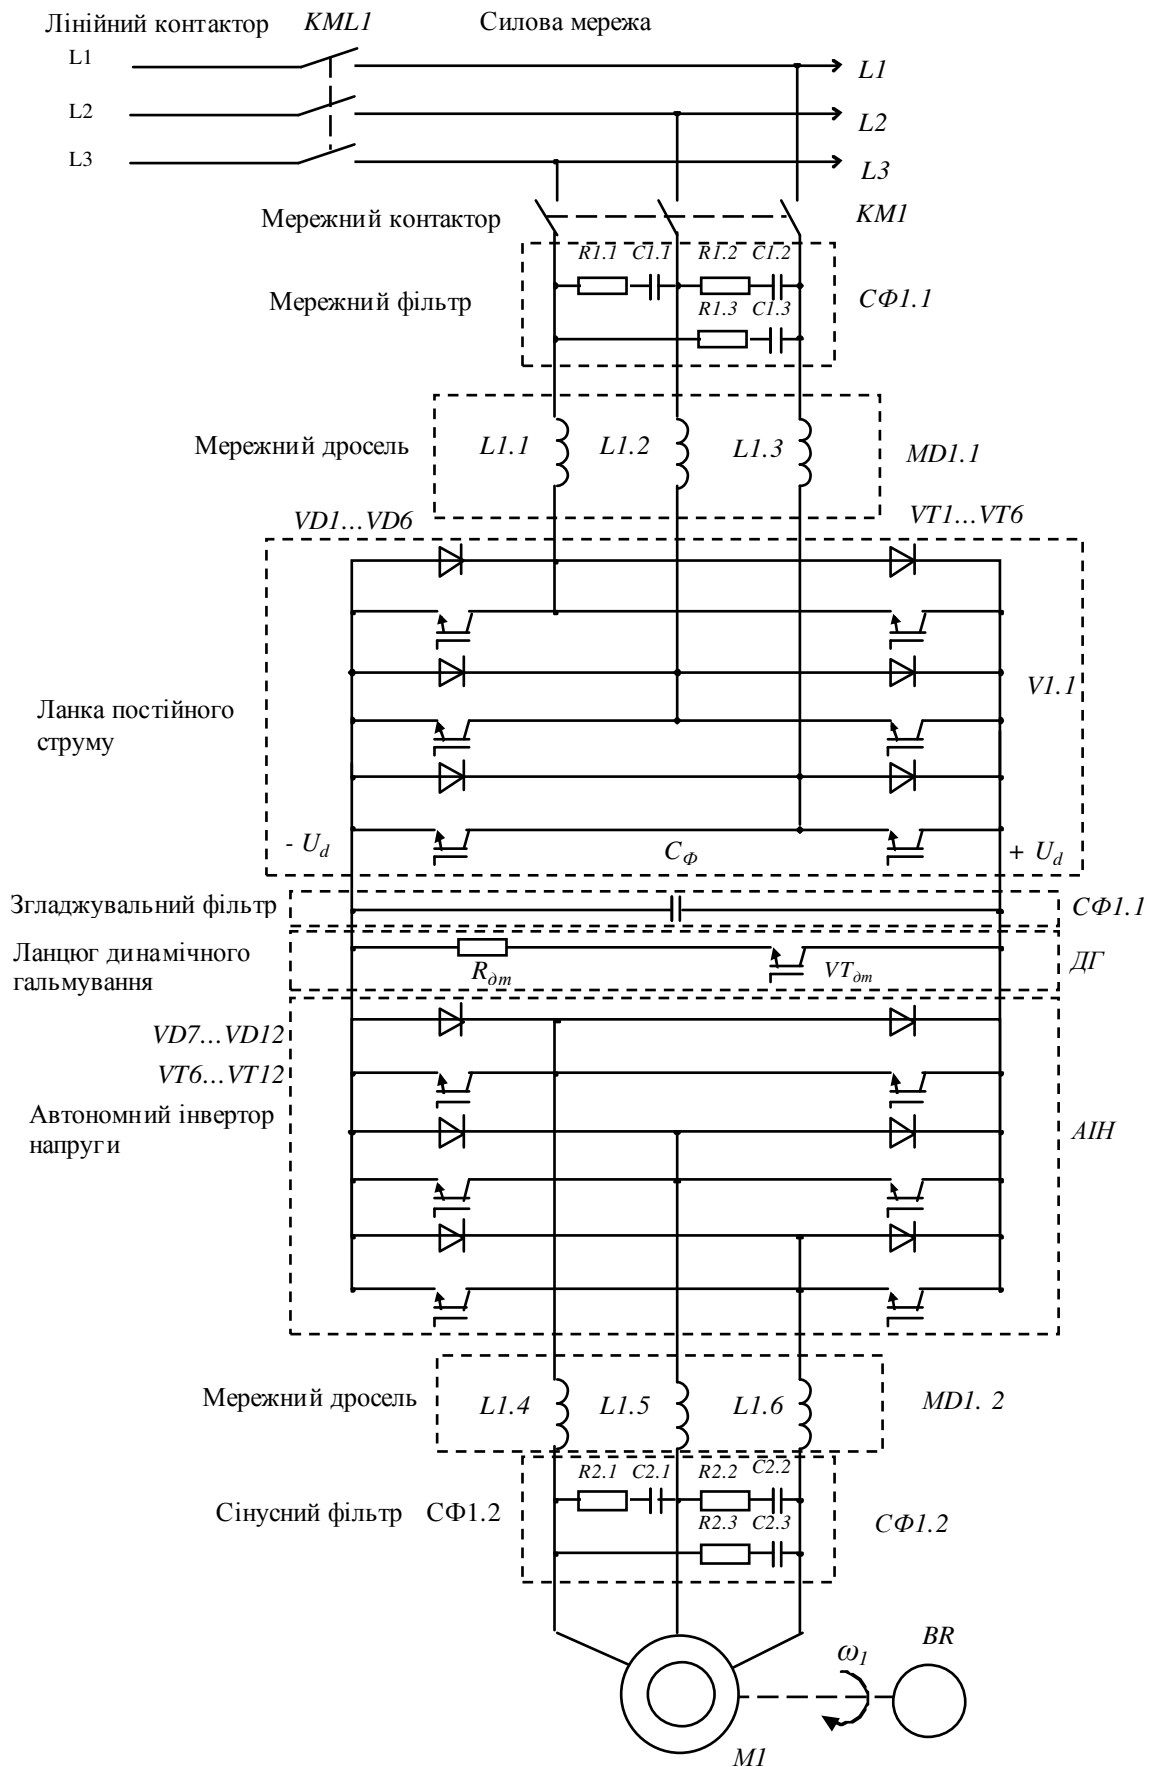 Лінійний контактор KML1 Силова мережа
L1
L1
L2
L2
L3
L3
Мережний контактор
KM1
R1.1 C1.1 R1.2 C1.2
Мережний фільтр
СФ1.1
R1.3 C1.3
Мережний дросель
L1.1 L1.2 L1.3
MD1.1
VD1...VD6
VT1...VT6
V1.1
Ланка постійного
струму
- Ud
CФ
+ Ud
Згладжувальний фільтр
СФ1.1
Ланцюг динамічного
гальмування
Rдт
VTдт
ДГ
VD7...VD12
VT6...VT12
Автономний інвертор
напруги
АІН
Мережний дросель
L1.4 L1.5 L1.6
MD1. 2
R2.1 C2.1 R2.2 C2.2
Сінусний фільтр СФ1.2
R2.3 C2.3
СФ1.2
ω1
BR
M1